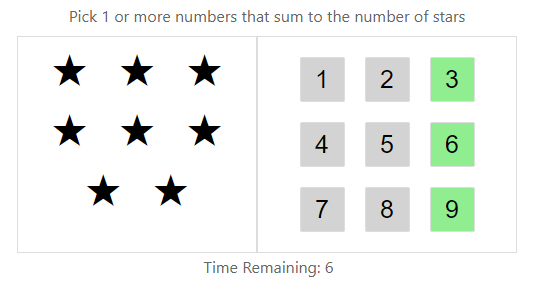 Pick 1 or more numbers that sum to the number of stars
1 2 3
4 5 6
7 8 9
Time Remaining: 6